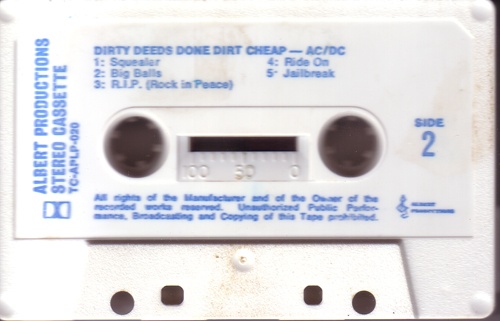 DIRTY DEEDS DONE DIRT CHEAP — AC/DC
1: Squealer
2: Big Balls
3: R.I.P. (Rock in Peace)
4: Ride On
5: Jailbreak
ALBERT PRODUCTIONS
STEREO CASSETTE
TC-APLP-020
SIDE
2
100 50 0
All rights of the Manufacturer and of the Owner of the
recorded works reserved. Unauthorized Public Perfor-
mance, Broadcasting and Copying of this Tape prohibited.
ALBERT
PRODUCTIONS